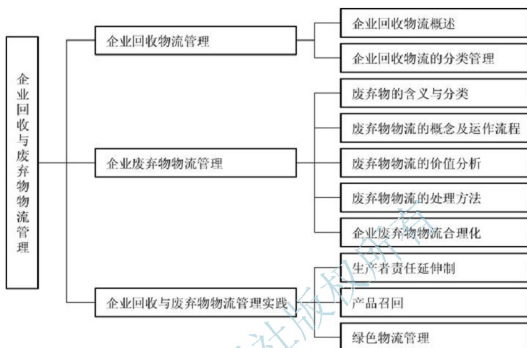 企业回收与废弃物物流管理
企业回收物流管理
企业回收物流概述
企业回收物流的分类管理
企业废弃物物流管理
废弃物的含义与分类
废弃物物流的概念及运作流程
废弃物物流的价值分析
废弃物物流的处理方法
企业废弃物物流合理化
企业回收与废弃物物流管理实践
生产者责任延伸制
产品召回
绿色物流管理
社版权所有